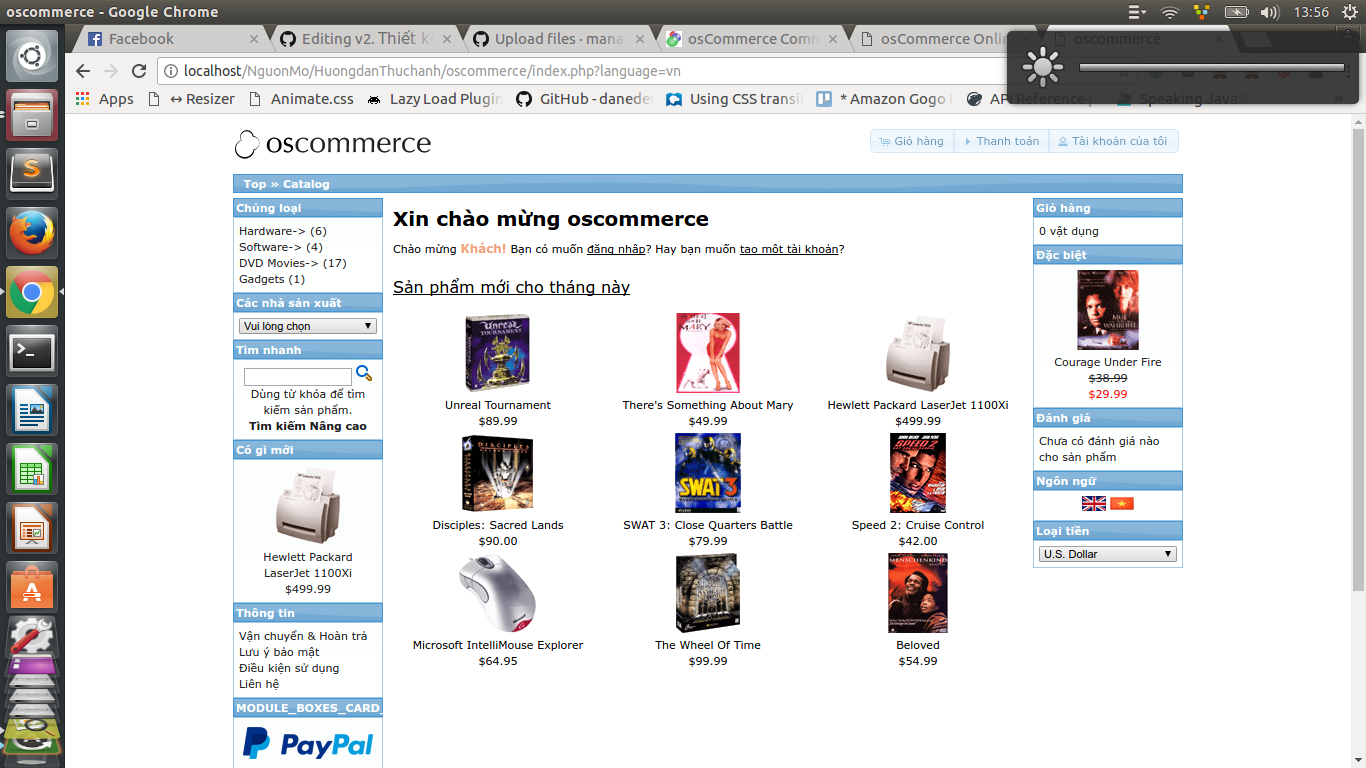 oscommerce - Google Chrome
13:56
Facebook
Editing v2. Thiết kế
Upload files · mana
osCommerce Comm
osCommerce Onlin
oscommerce
localhost/NguonMo/HuongdanThuchanh/oscommerce/index.php?language=vn
Apps
↔ Resizer
Animate.css
Lazy Load Plugin
GitHub - daneden
Using CSS transit
* Amazon Gogo
API Reference | S
Speaking JavaSc
oscommerce
Giỏ hàng
Thanh toán
Tài khoản của tôi
Top » Catalog
Chủng loại
Hardware-> (6)
Software-> (4)
DVD Movies-> (17)
Gadgets (1)
Các nhà sản xuất
Vui lòng chọn
Tìm nhanh
Dùng từ khóa để tìm
kiếm sản phẩm.
Tìm kiếm Nâng cao
Có gì mới
Hewlett Packard
LaserJet 1100Xi
$499.99
Thông tin
Vận chuyển & Hoàn trả
Lưu ý bảo mật
Điều kiện sử dụng
Liên hệ
MODULE_BOXES_CARD_
PayPal
Xin chào mừng oscommerce
Chào mừng Khách! Bạn có muốn đăng nhập? Hay bạn muốn tạo một tài khoản?
Sản phẩm mới cho tháng này
Unreal Tournament
$89.99
There's Something About Mary
$49.99
Hewlett Packard LaserJet 1100Xi
$499.99
Disciples: Sacred Lands
$90.00
SWAT 3: Close Quarters Battle
$79.99
Speed 2: Cruise Control
$42.00
Microsoft IntelliMouse Explorer
$64.95
The Wheel Of Time
$99.99
Beloved
$54.99
Giỏ hàng
0 vật dụng
Đặc biệt
Courage Under Fire
$38.99
$29.99
Đánh giá
Chưa có đánh giá nào
cho sản phẩm
Ngôn ngữ
Loại tiền
U.S. Dollar